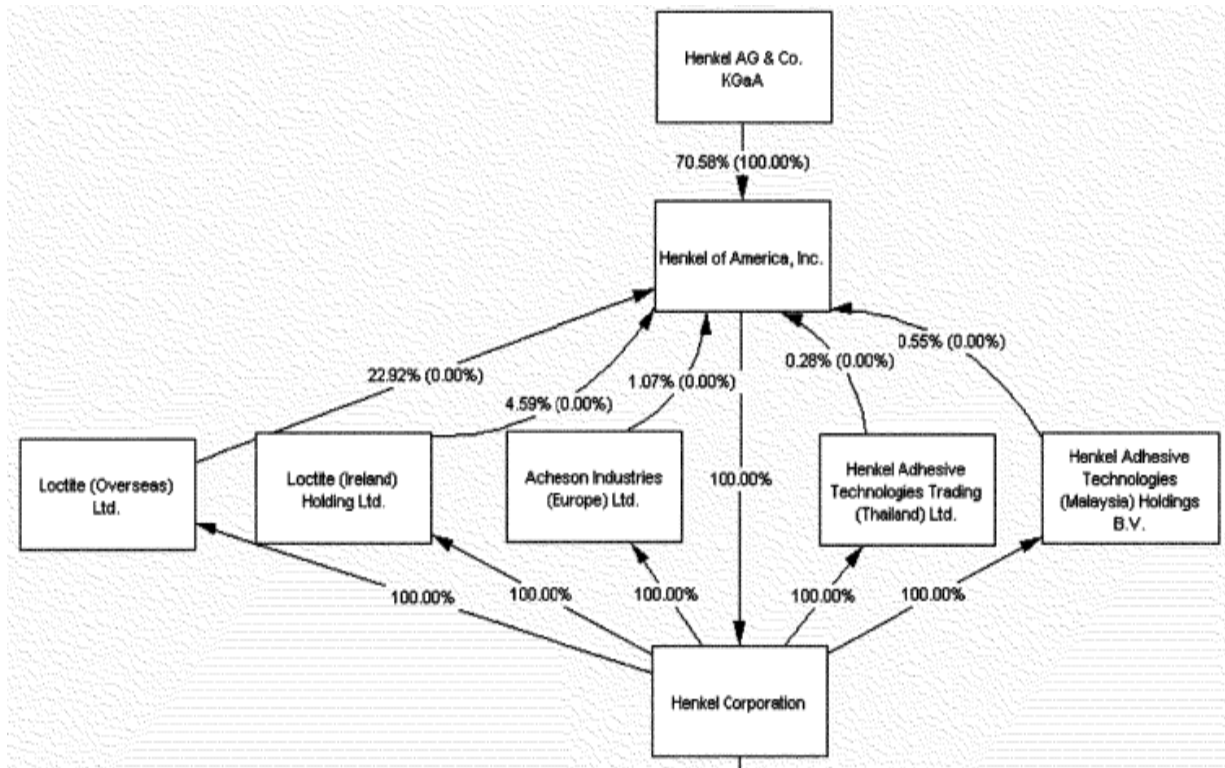 Henkel AG & Co.
KGaA
70.58% (100.00%)
Henkel of America, Inc.
22.92% (0.00%)
4.59% (0.00%)
1.07% (0.00%)
0.28% (0.00%)
0.55% (0.00%)
Loctite (Overseas)
Ltd.
Loctite (Ireland)
Holding Ltd.
Acheson Industries
(Europe) Ltd.
100.00%
Henkel Adhesive
Technologies Trading
(Thailand) Ltd.
Henkel Adhesive
Technologies
(Malaysia) Holdings
B.V.
100.00%
100.00%
100.00%
100.00%
100.00%
Henkel Corporation